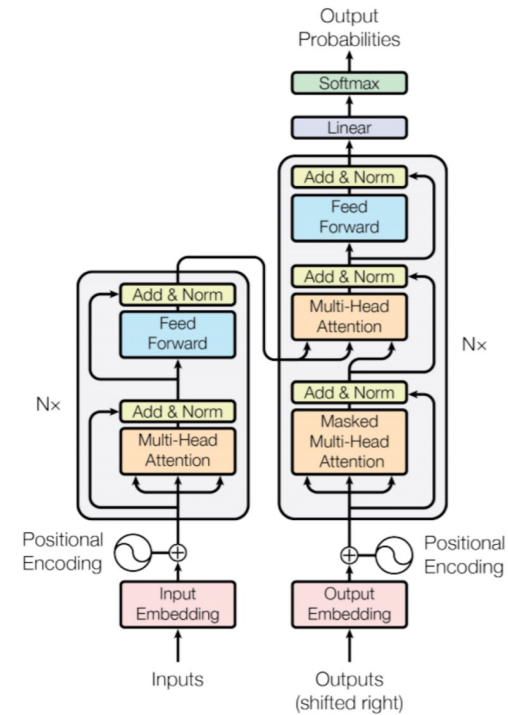 Output
Probabilities
Softmax
Linear
Add & Norm
Feed
Forward
Add & Norm
Multi-Head
Attention
Add & Norm
Masked
Multi-Head
Attention
Nx
Add & Norm
Feed
Forward
Add & Norm
Multi-Head
Attention
Nx
Positional
Encoding
Positional
Encoding
Input
Embedding
Output
Embedding
Inputs
Outputs
(shifted right)